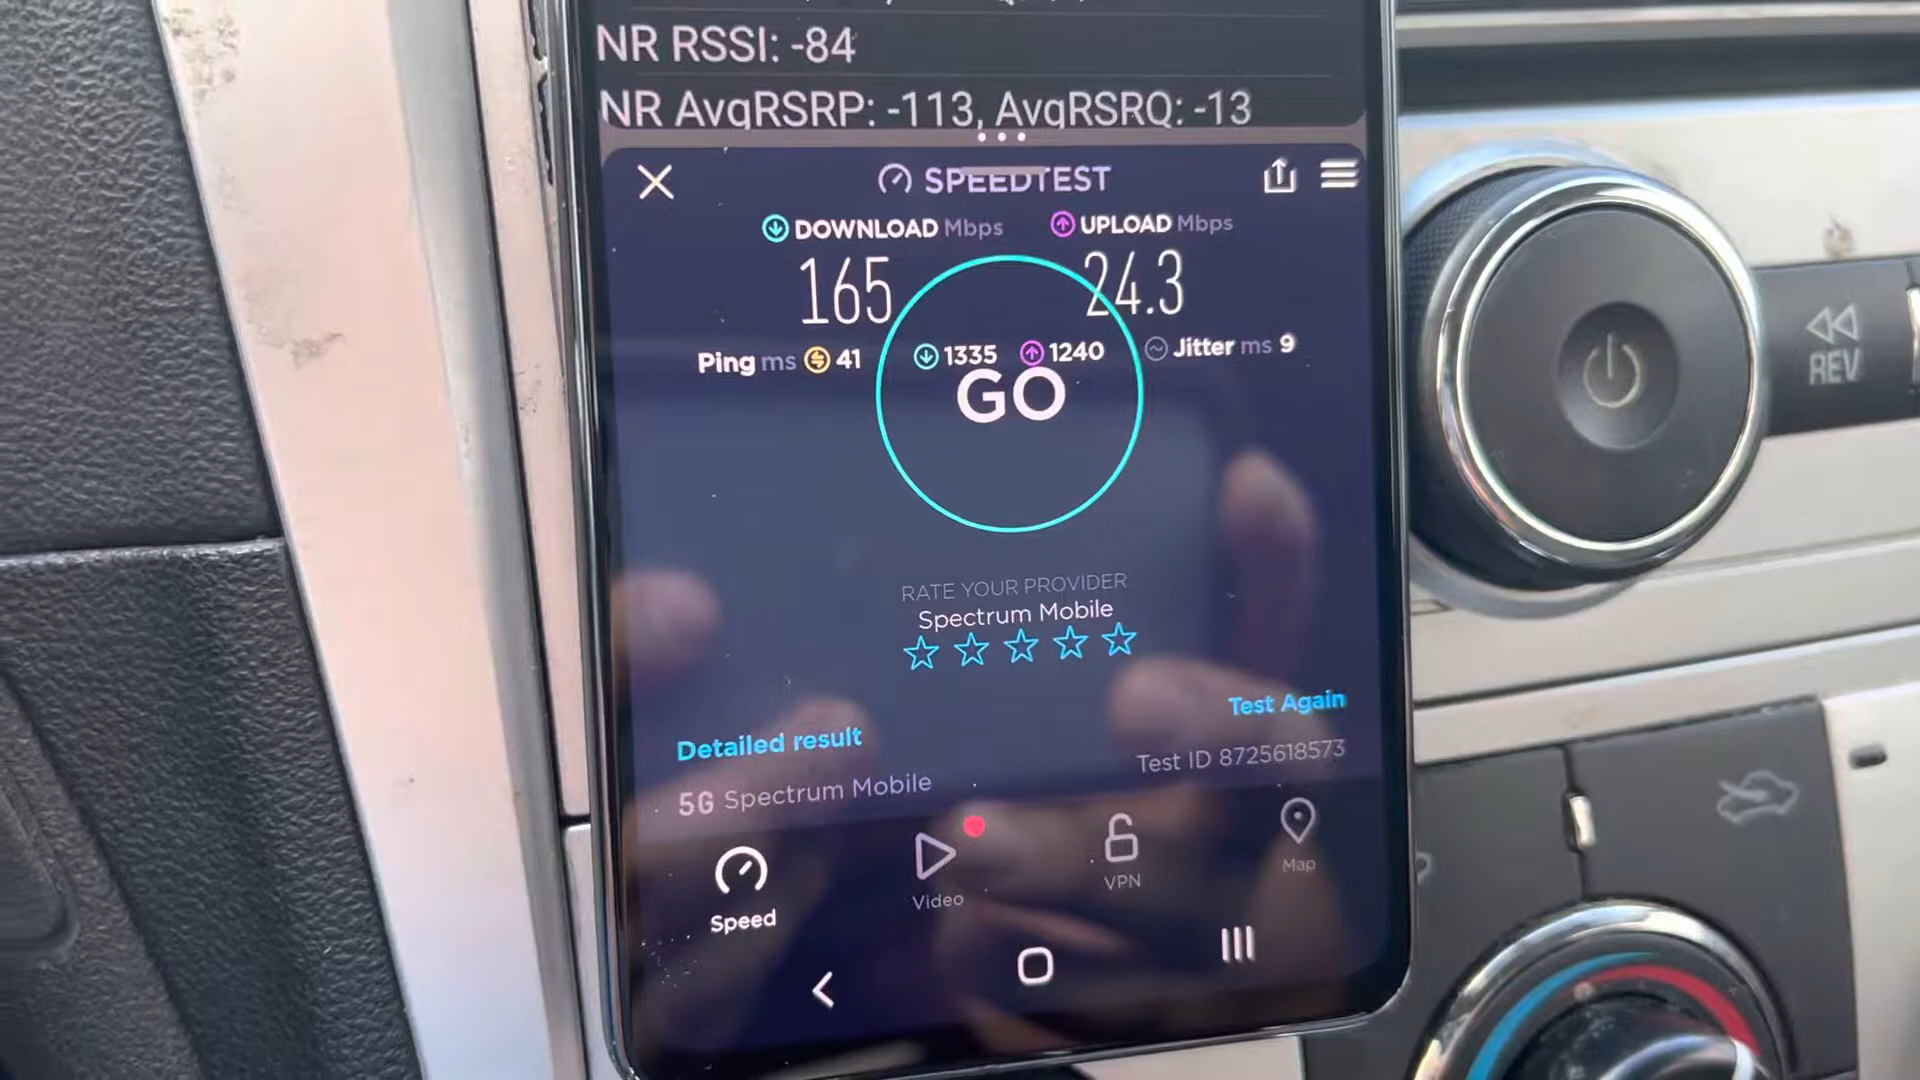 NR RSSI: -84
NR AvgRSRP: -113, AvgRSRQ: -13
SPEEDTEST
DOWNLOAD Mbps UPLOAD Mbps
165 24.3
Ping ms 41 1335 1240 Jitter ms 9
GO
RATE YOUR PROVIDER
Spectrum Mobile
Test Again
Detailed result
Test ID 8725618573
5G Spectrum Mobile
Speed Video VPN Map
REV